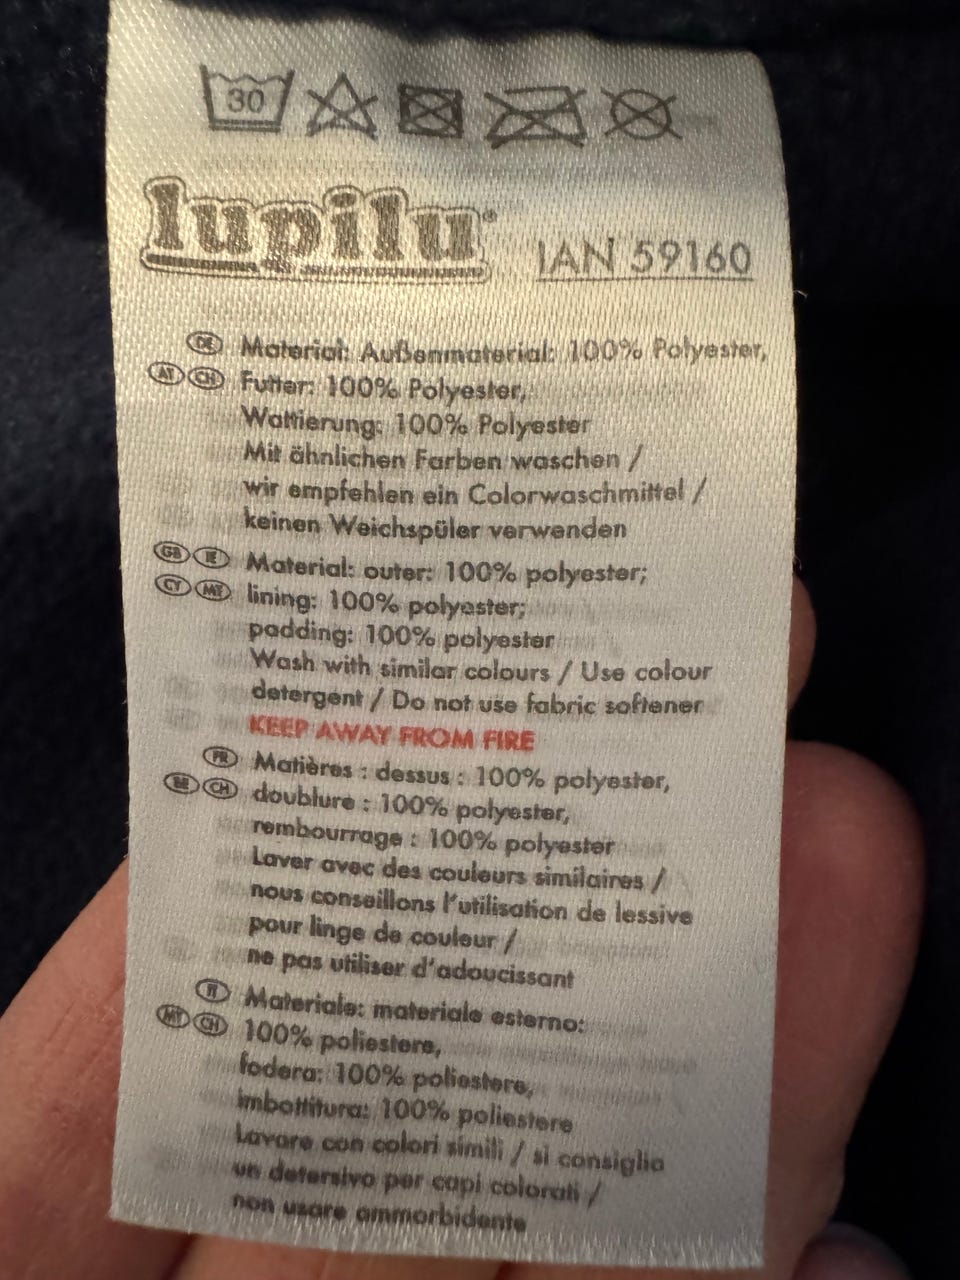 30
lupilu®
IAN 59160
DE Material: Außenmaterial: 100% Polyester,
AT CH Futter: 100% Polyester,
Wattierung: 100% Polyester
Mit ähnlichen Farben waschen /
wir empfehlen ein Colorwaschmittel /
keinen Weichspüler verwenden
GB IE Material: outer: 100% polyester;
CY MT lining: 100% polyester;
padding: 100% polyester
Wash with similar colours / Use colour
detergent / Do not use fabric softener
KEEP AWAY FROM FIRE
FR Matières : dessus : 100% polyester,
BE CH doublure : 100% polyester,
rembourrage : 100% polyester
Laver avec des couleurs similaires /
nous conseillons l'utilisation de lessive
pour linge de couleur /
ne pas utiliser d'adoucissant
IT Materiale: materiale esterno:
MT CH 100% poliestere,
fodera: 100% poliestere,
imbottitura: 100% poliestere
Lavare con colori simili / si consiglia
un detersivo per capi colorati /
non usare ammorbidente